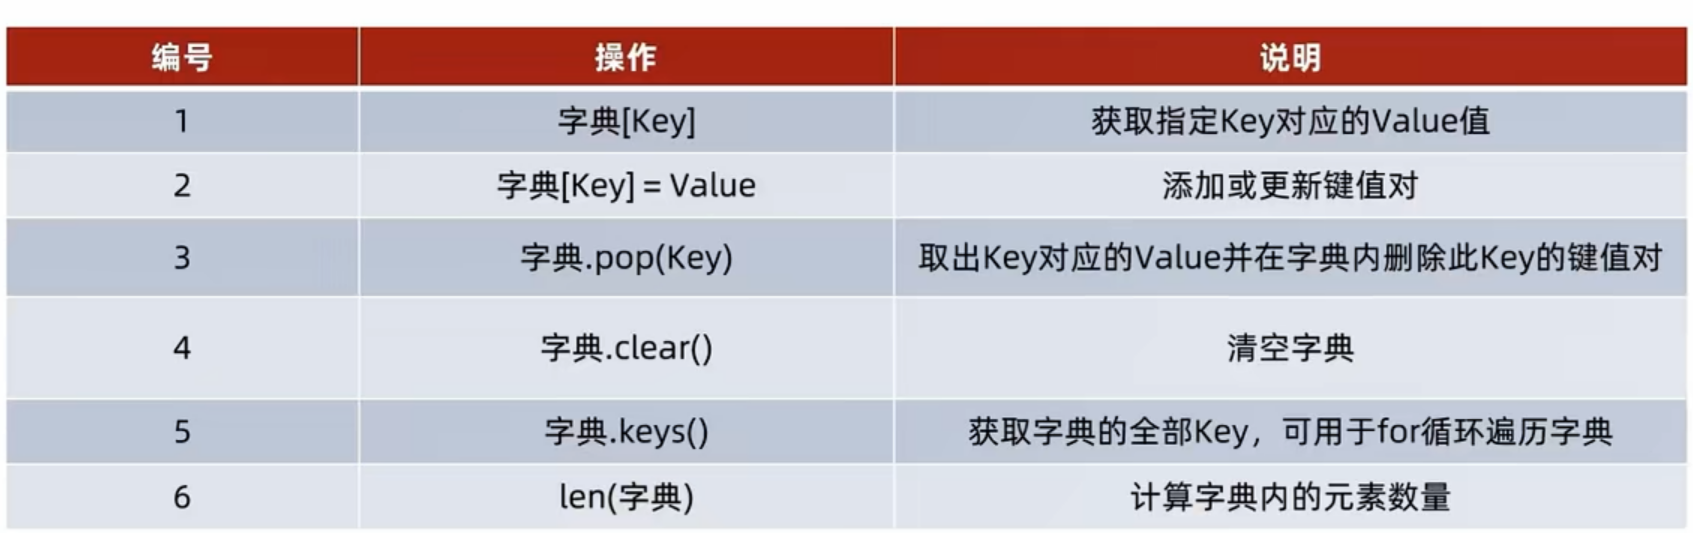 编号 操作 说明
1 字典[Key] 获取指定Key对应的Value值
2 字典[Key] = Value 添加或更新键值对
3 字典.pop(Key) 取出Key对应的Value并在字典内删除此Key的键值对
4 字典.clear() 清空字典
5 字典.keys() 获取字典的全部Key，可用于for循环遍历字典
6 len(字典) 计算字典内的元素数量